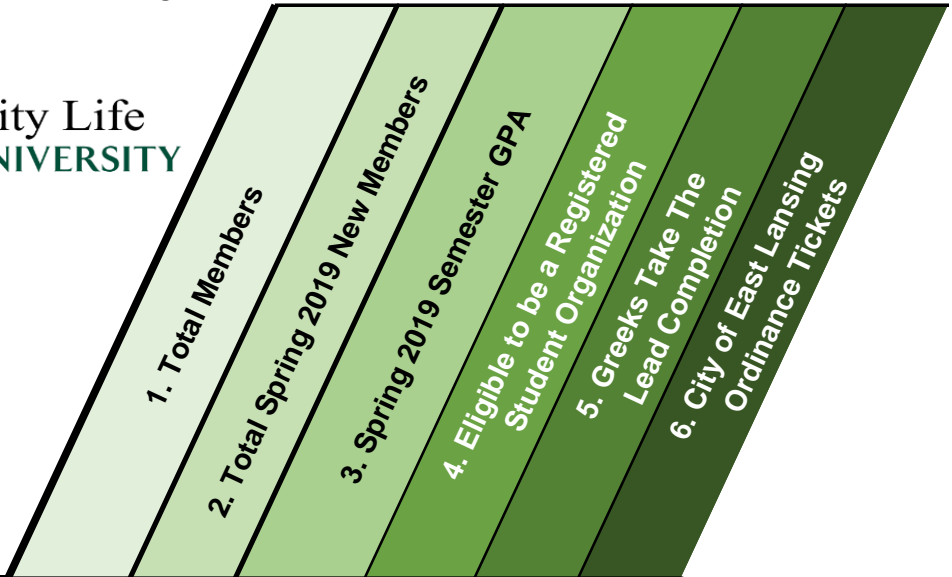 ity Life
NIVERSITY
1. Total Members
2. Total Spring 2019 New Members
3. Spring 2019 Semester GPA
4. Eligible to be a Registered
Student Organization
5. Greeks Take The
Lead Completion
6. City of East Lansing
Ordinance Tickets